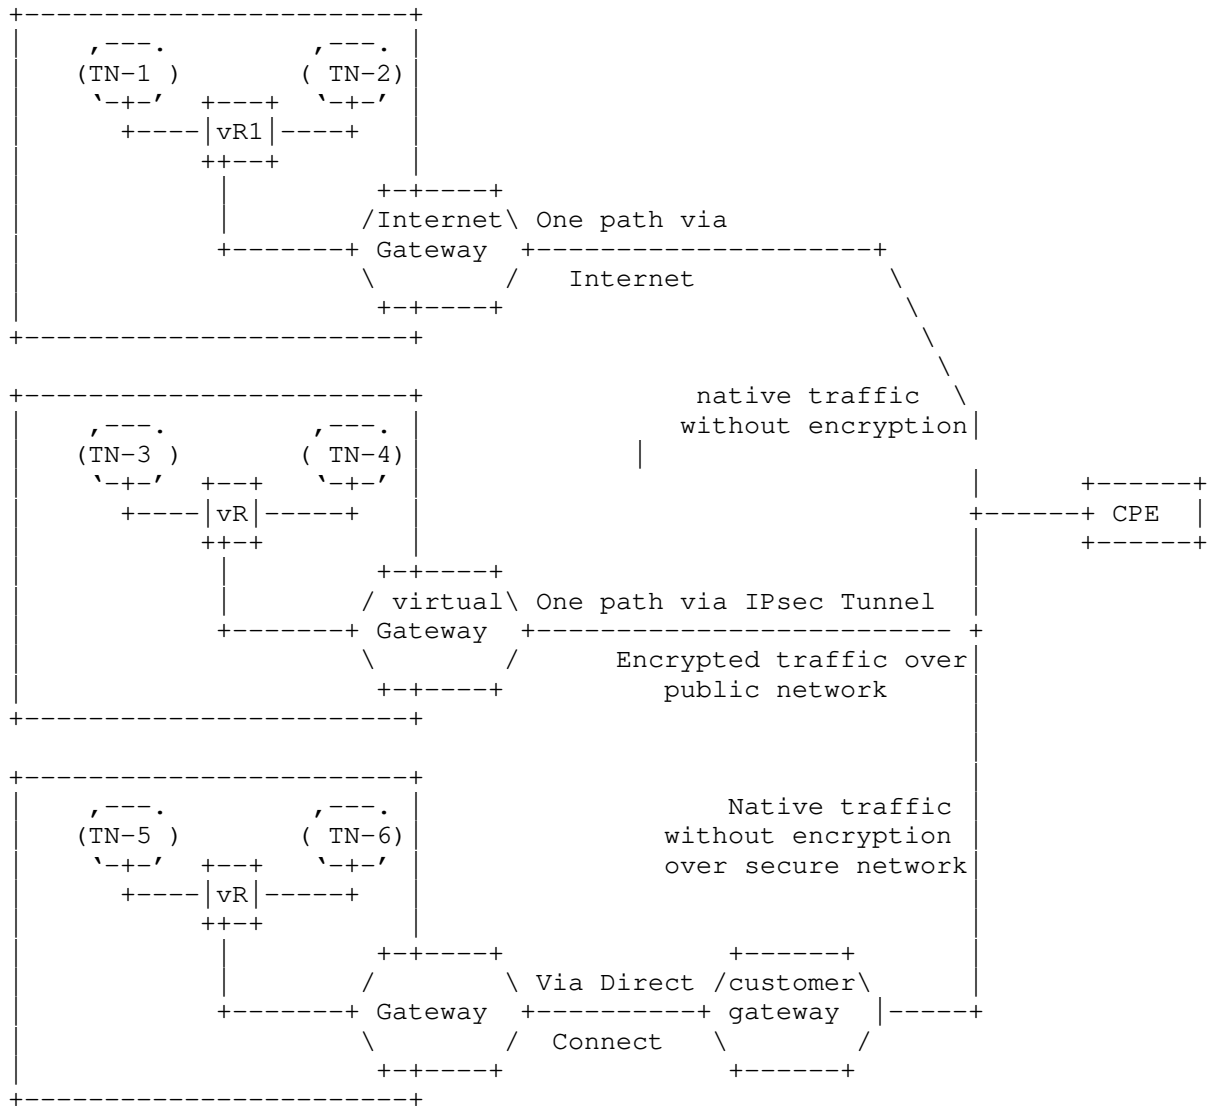 (TN-1 ) ( TN-2)
vR1
Internet One path via
Gateway
Internet
native traffic
without encryption
(TN-3 ) ( TN-4)
vR CPE
virtual One path via IPsec Tunnel
Gateway
Encrypted traffic over
public network
Native traffic
(TN-5 ) ( TN-6) without encryption
over secure network
vR
Via Direct customer
Gateway gateway
Connect